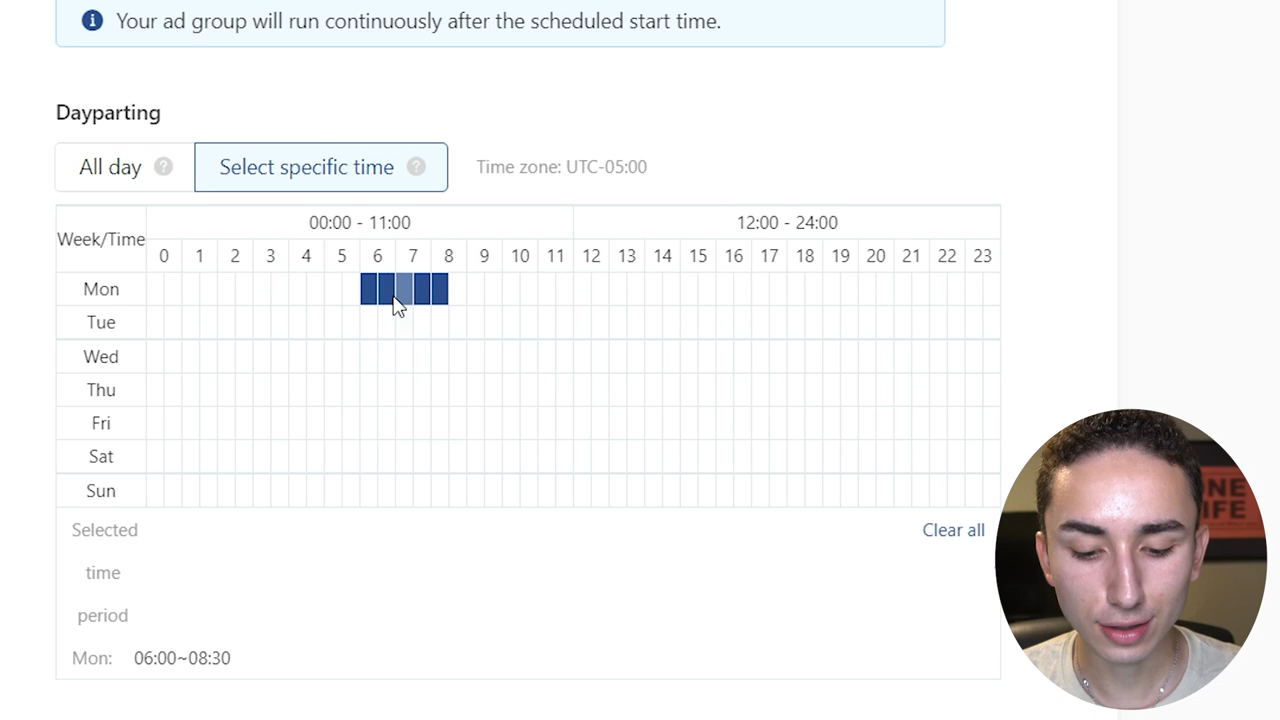 Your ad group will run continuously after the scheduled start time.
Dayparting
All day Select specific time Time zone: UTC-05:00
Week/Time 00:00 - 11:00 12:00 - 24:00
0 1 2 3 4 5 6 7 8 9 10 11 12 13 14 15 16 17 18 19 20 21 22 23
Mon
Tue
Wed
Thu
Fri
Sat
Sun
Selected Clear all
time
period
Mon: 06:00~08:30